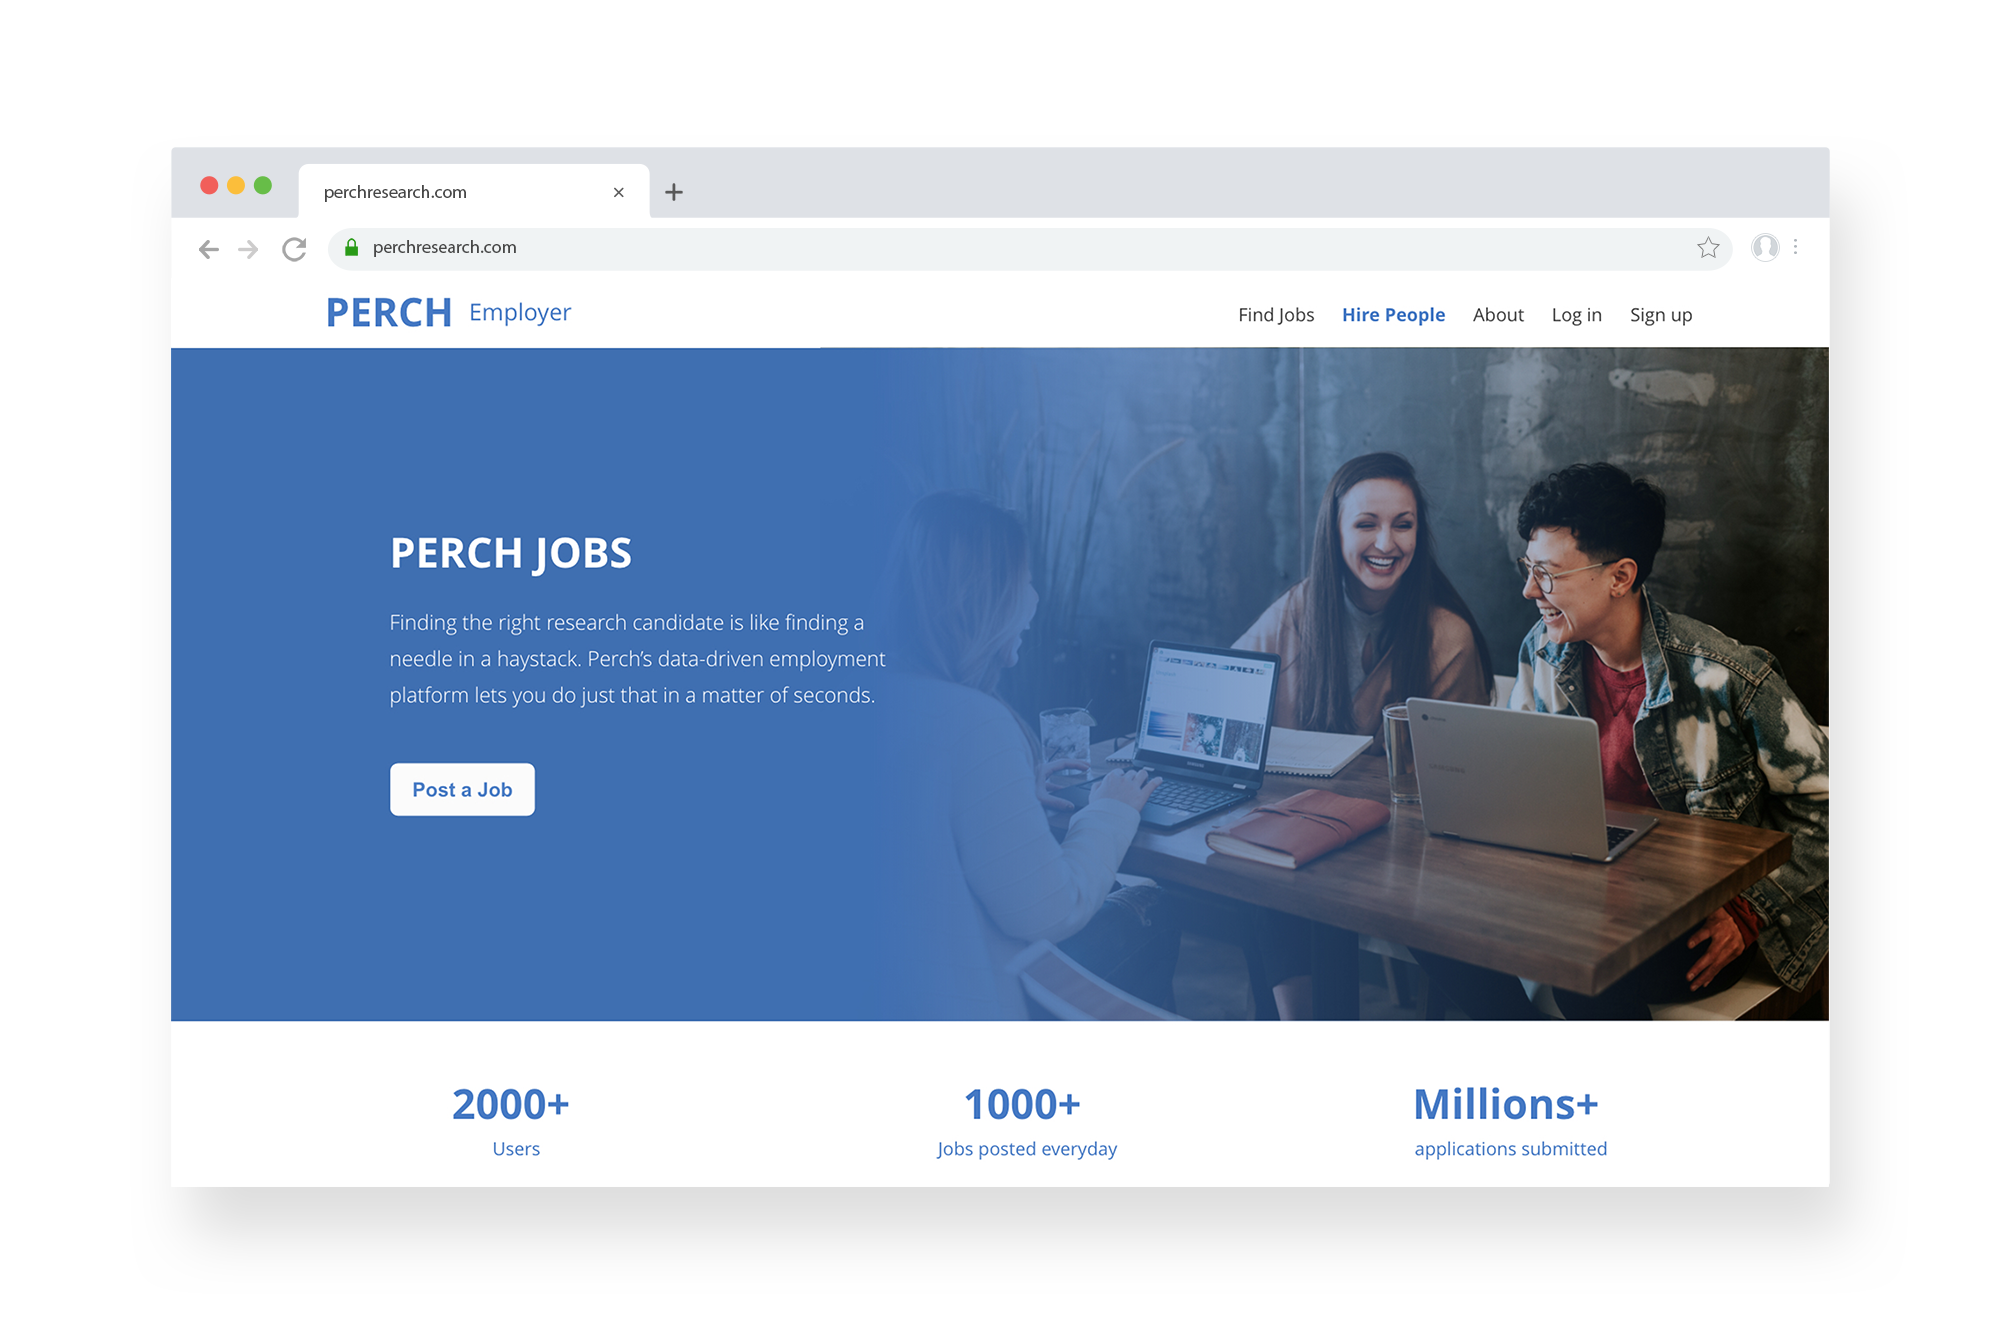 perchresearch.com
perchresearch.com
PERCH Employer
Find Jobs Hire People About Log in Sign up
PERCH JOBS
Finding the right research candidate is like finding a
needle in a haystack. Perch’s data-driven employment
platform lets you do just that in a matter of seconds.
Post a Job
2000+ 1000+ Millions+
Users Jobs posted everyday applications submitted